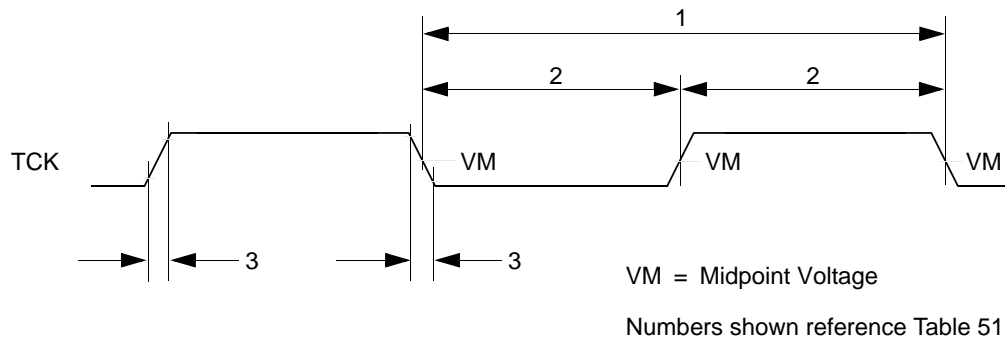 1
2 2
TCK VM VM VM
3 3
VM = Midpoint Voltage
Numbers shown reference Table 51